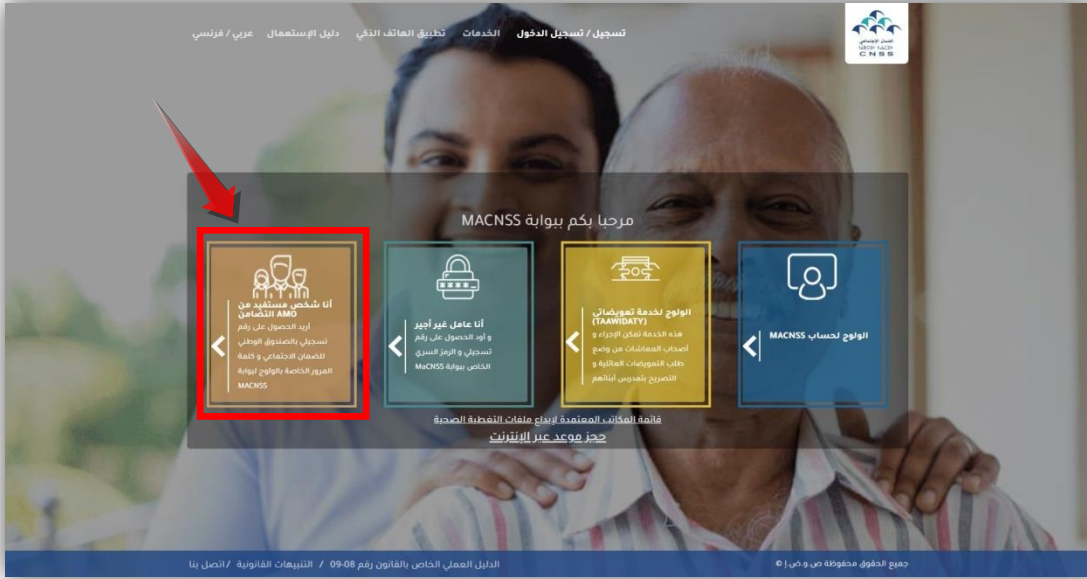 تسجيل / تسجيل الدخول
الخدمات
تطبيق الهاتف الذكي
دليل الإستعمال
عربي / فرنسي
الضمان الإجتماعي
CNSS
مرحبا بكم ببوابة MACNSS
الولوج لحساب MACNSS
الولوج لخدمة تعويضاتي
(TAAWIDATY)
هذه الخدمة تمكن الإجراء و
أصحاب المعاشات من وضع
طلب التعويضات العائلية و
التصريح بتمدرس أبنائهم
أنا عامل غير أجير
و أود الحصول على رقم
تسجيلي و الرمز السري
الخاص ببوابة MaCNSS
أنا شخص مستفيد من
AMO التضامن
أريد الحصول على رقم
تسجيلي بالصندوق الوطني
للضمان الاجتماعي و كلمة
المرور الخاصة بالولوج لبوابة
MACNSS
قائمة المكاتب المعتمدة لإيداع ملفات التغطية الصحية
حجز موعد عبر الإنترنت
جميع الحقوق محفوظة ص.و.ض.إ ©
الدليل العملي الخاص بالقانون رقم 08-09 / التنبيهات القانونية / اتصل بنا